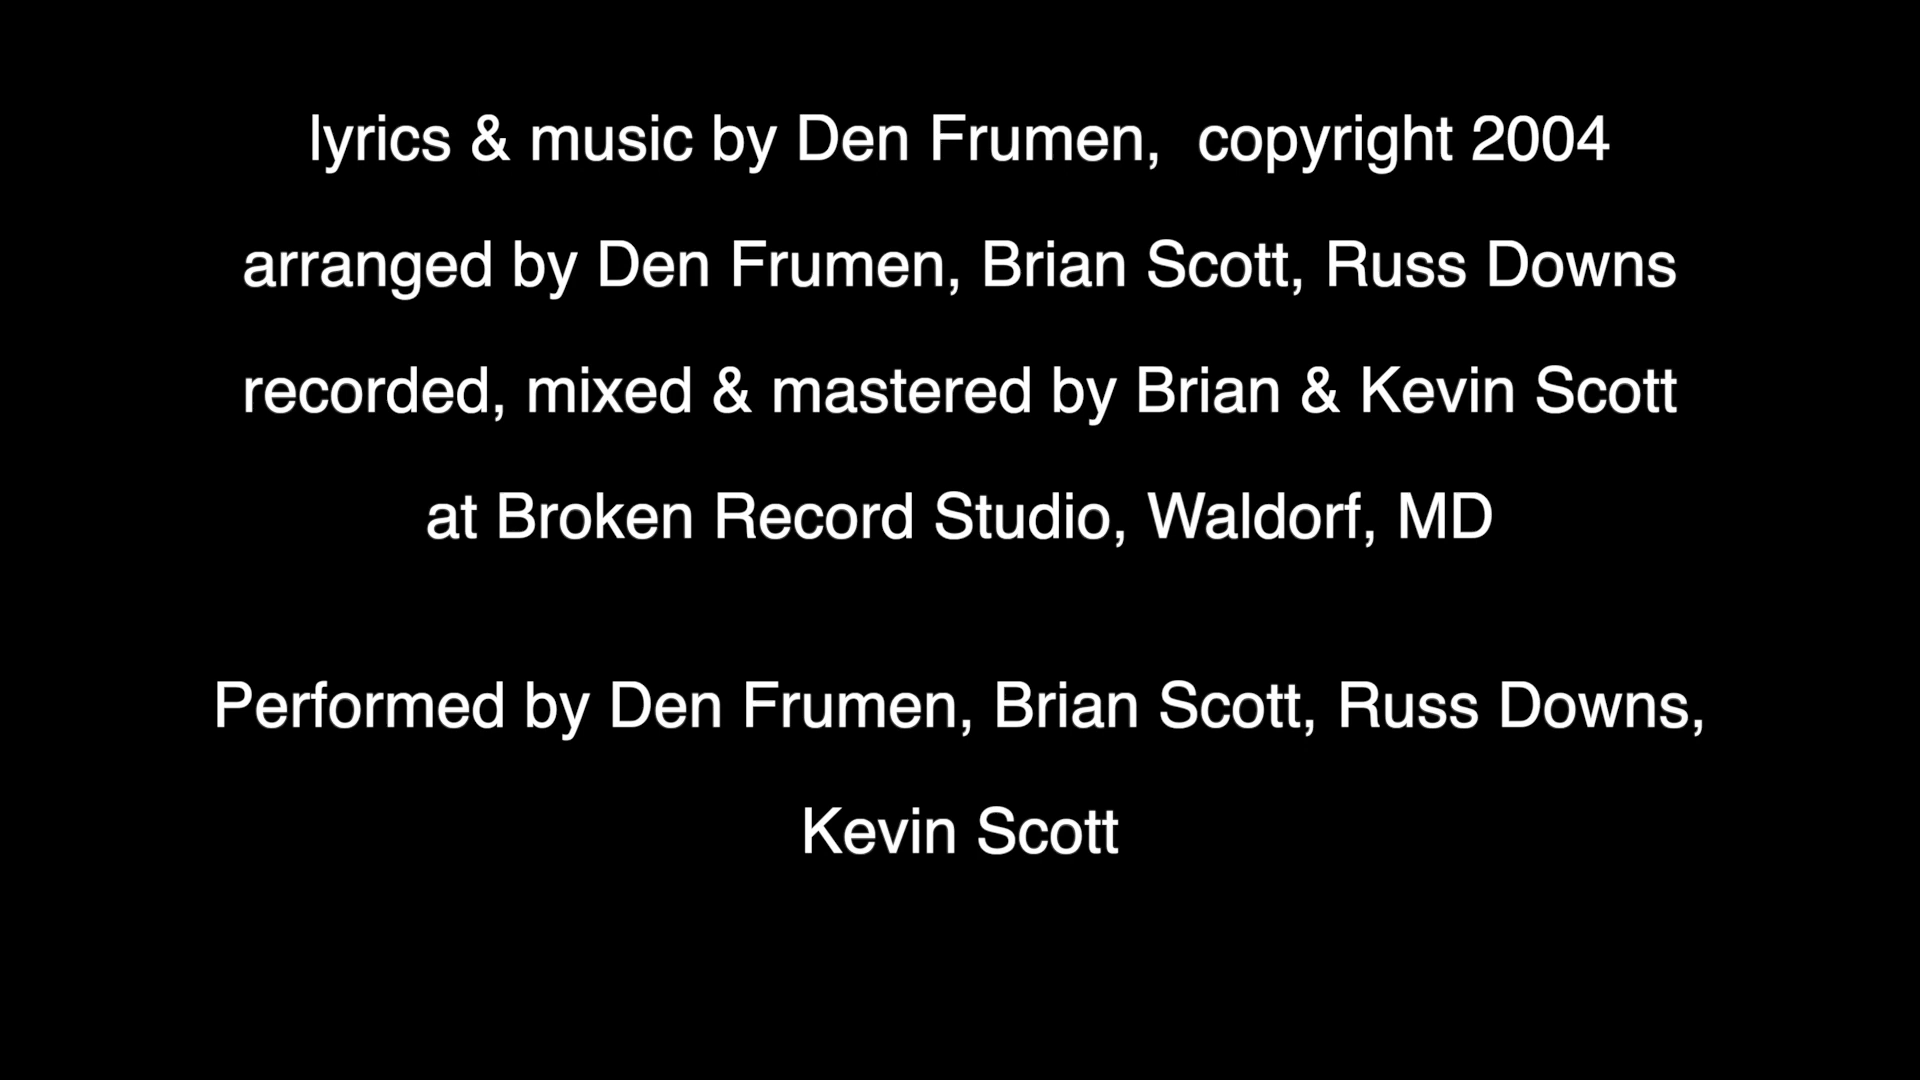 lyrics & music by Den Frumen,  copyright 2004
arranged by Den Frumen, Brian Scott, Russ Downs
recorded, mixed & mastered by Brian & Kevin Scott
at Broken Record Studio, Waldorf, MD
Performed by Den Frumen, Brian Scott, Russ Downs,
Kevin Scott